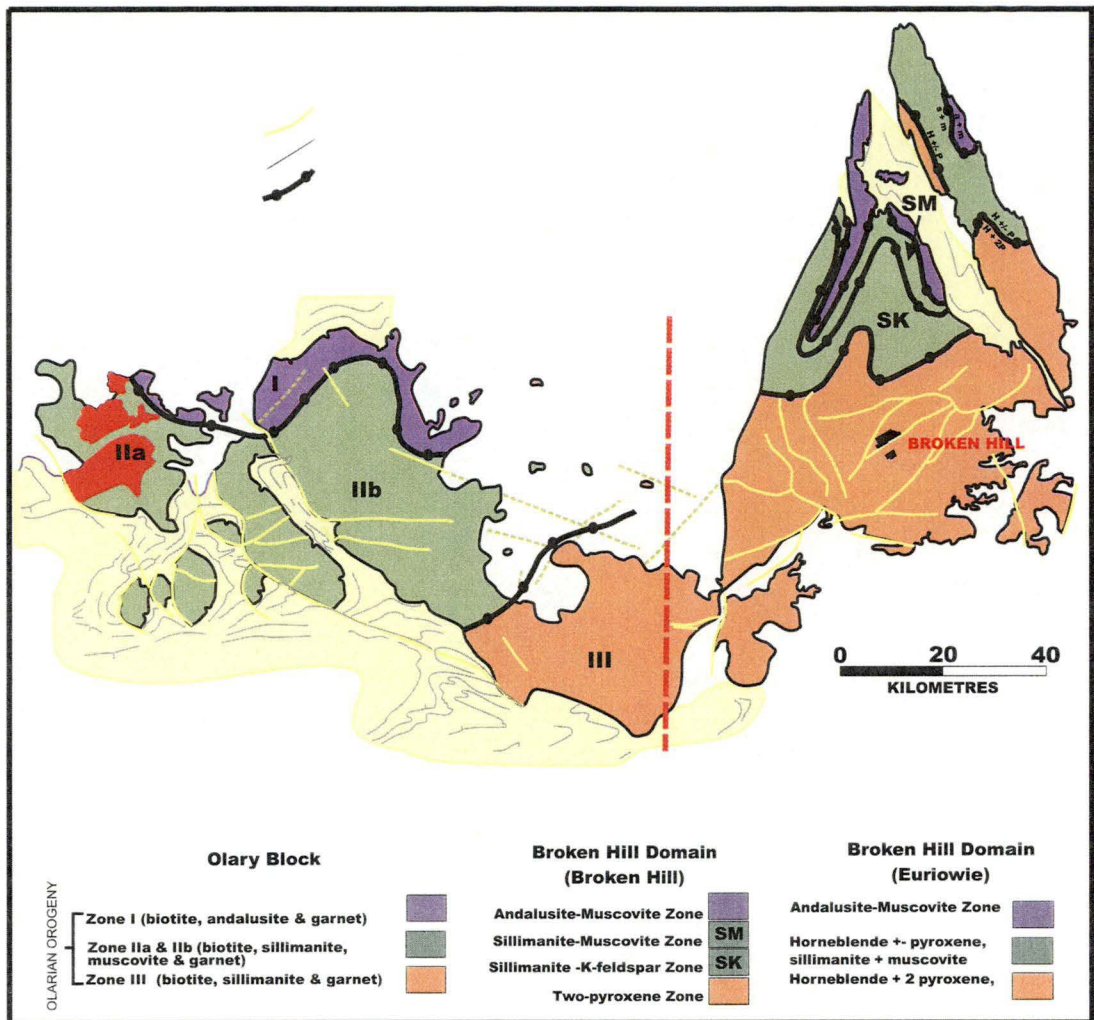 a + m
s + m
H +/- P
SM
H +/- P
H + 2P
SK
I
BROKEN HILL
IIa
IIb
III
0 20 40
KILOMETRES
Olary Block
Zone I (biotite, andalusite & garnet)
Zone IIa & IIb (biotite, sillimanite,
muscovite & garnet)
Zone III (biotite, sillimanite & garnet)
OLARIAN OROGENY
Broken Hill Domain
(Broken Hill)
Andalusite-Muscovite Zone
Sillimanite-Muscovite Zone SM
Sillimanite -K-feldspar Zone SK
Two-pyroxene Zone
Broken Hill Domain
(Euriowie)
Andalusite-Muscovite Zone
Horneblende +- pyroxene,
sillimanite + muscovite
Horneblende + 2 pyroxene,